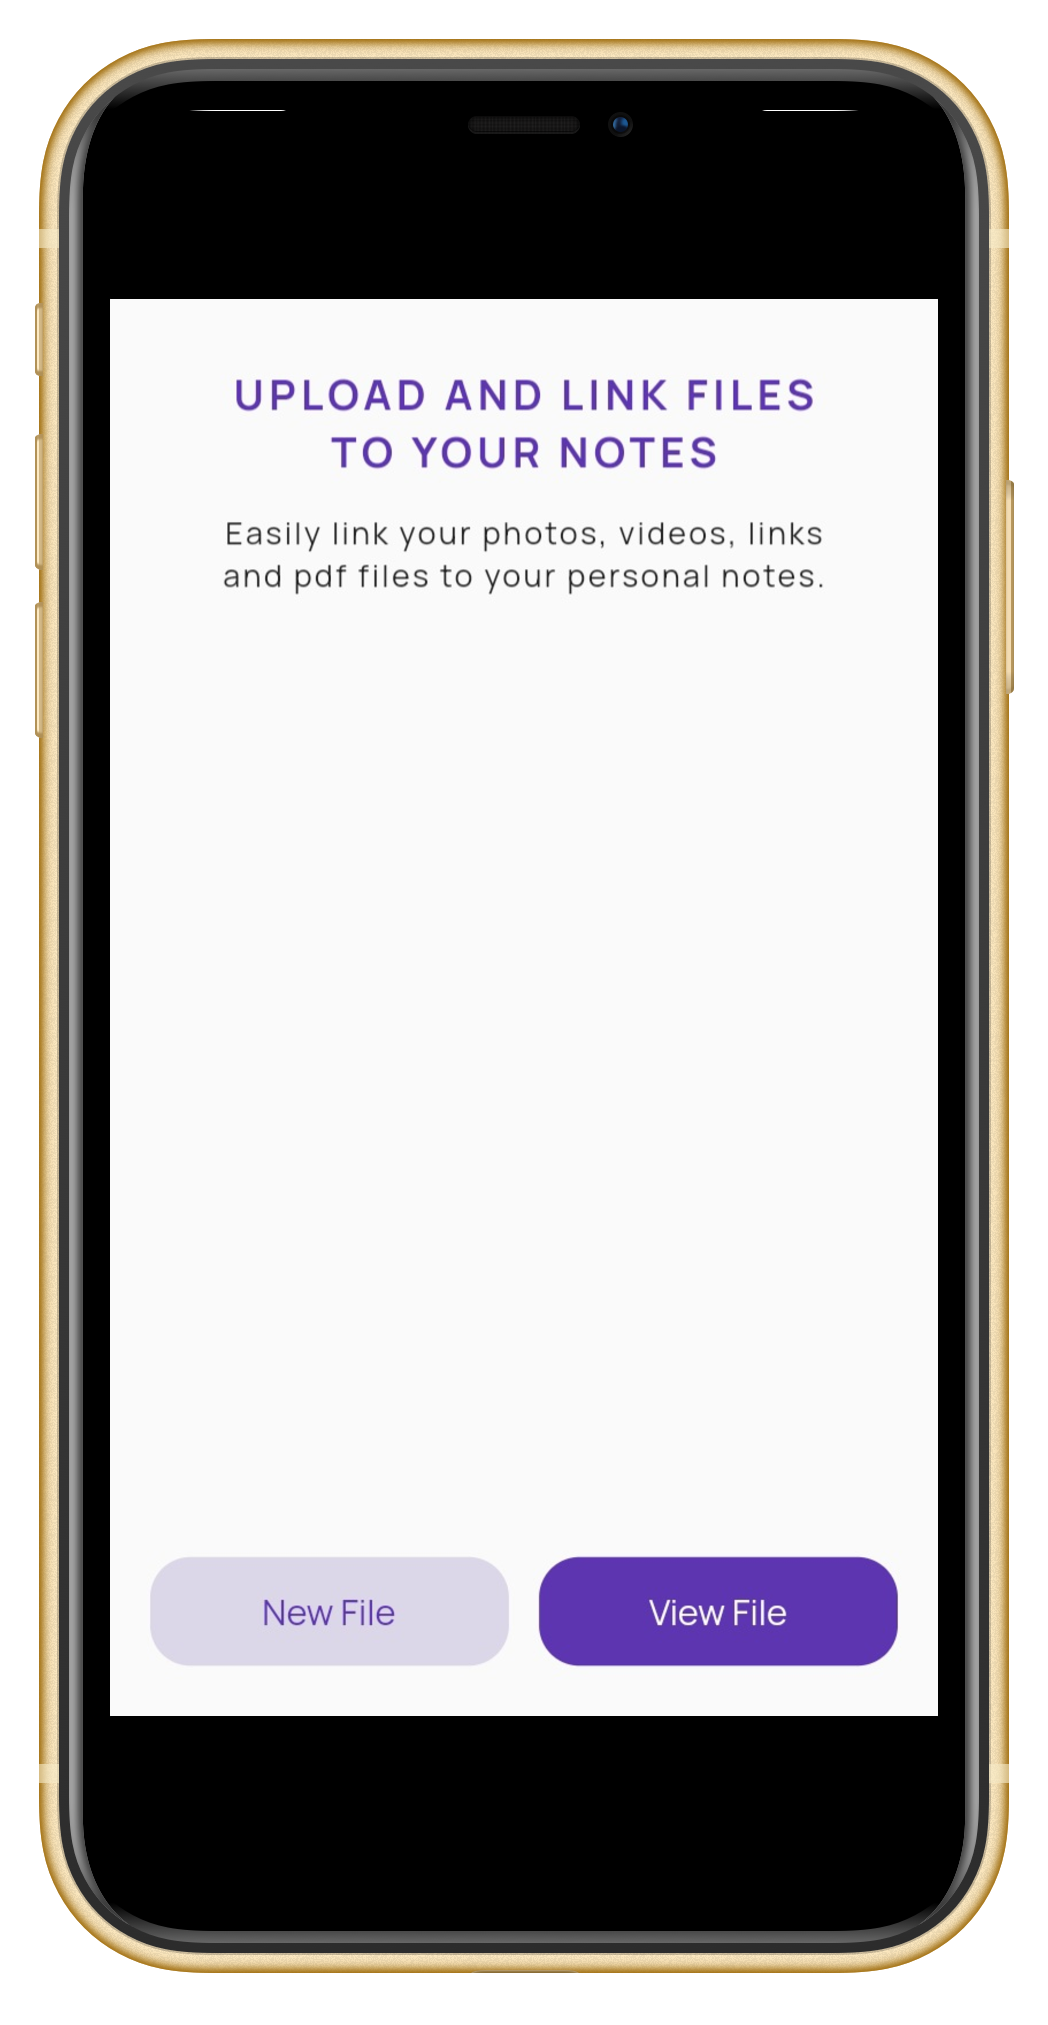 UPLOAD AND LINK FILES
TO YOUR NOTES
Easily link your photos, videos, links
and pdf files to your personal notes.
New File
View File